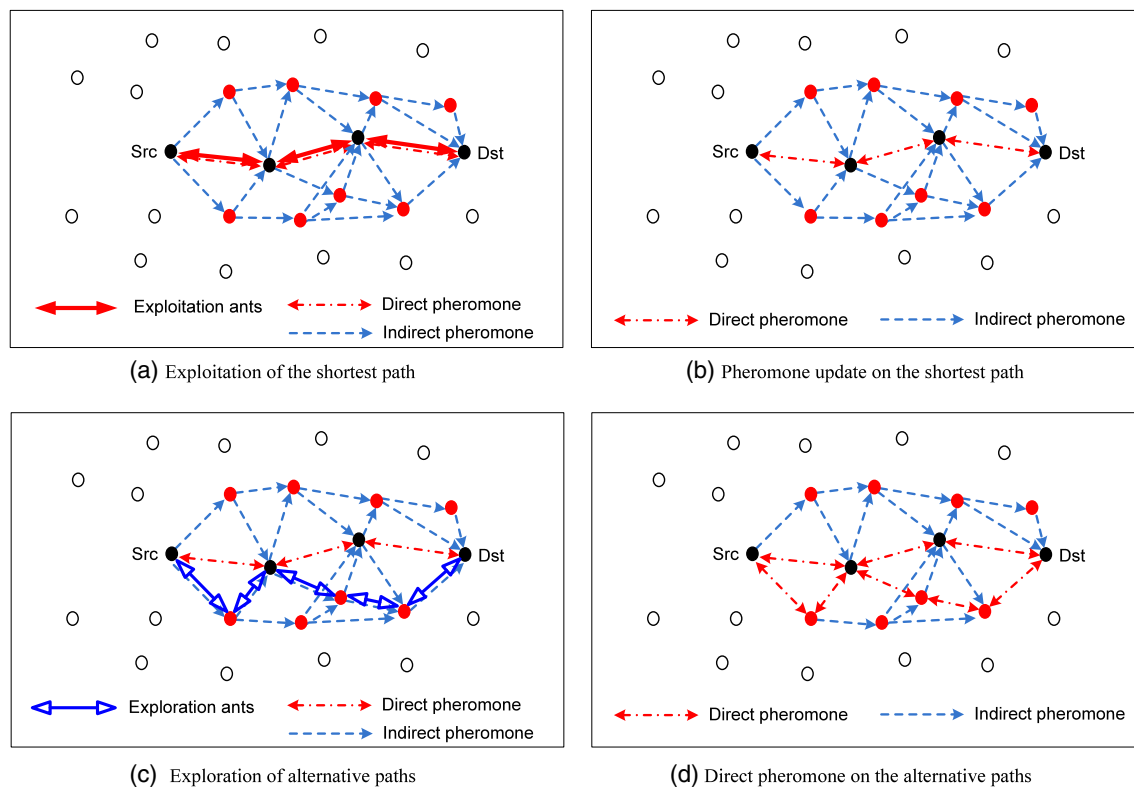 Src
Dst
Exploitation ants
Direct pheromone
Indirect pheromone
(a) Exploitation of the shortest path
Src
Dst
Direct pheromone
Indirect pheromone
(b) Pheromone update on the shortest path
Src
Dst
Exploration ants
Direct pheromone
Indirect pheromone
(c) Exploration of alternative paths
Src
Dst
Direct pheromone
Indirect pheromone
(d) Direct pheromone on the alternative paths